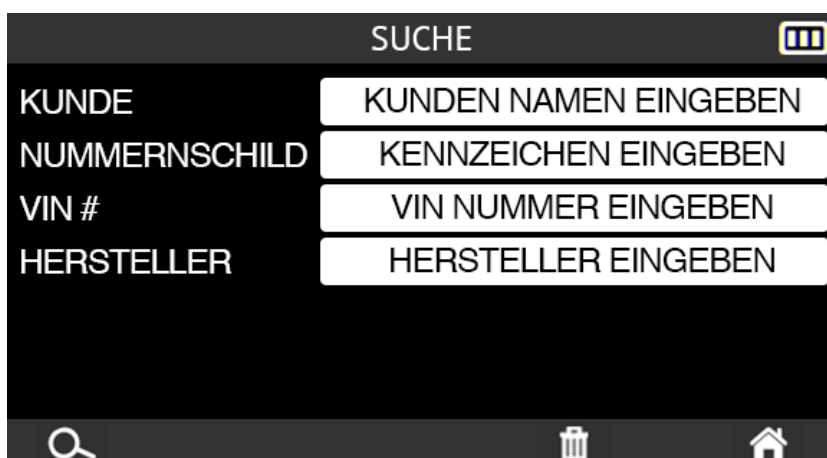 SUCHE
KUNDE KUNDEN NAMEN EINGEBEN
NUMMERNSCHILD KENNZEICHEN EINGEBEN
VIN # VIN NUMMER EINGEBEN
HERSTELLER HERSTELLER EINGEBEN